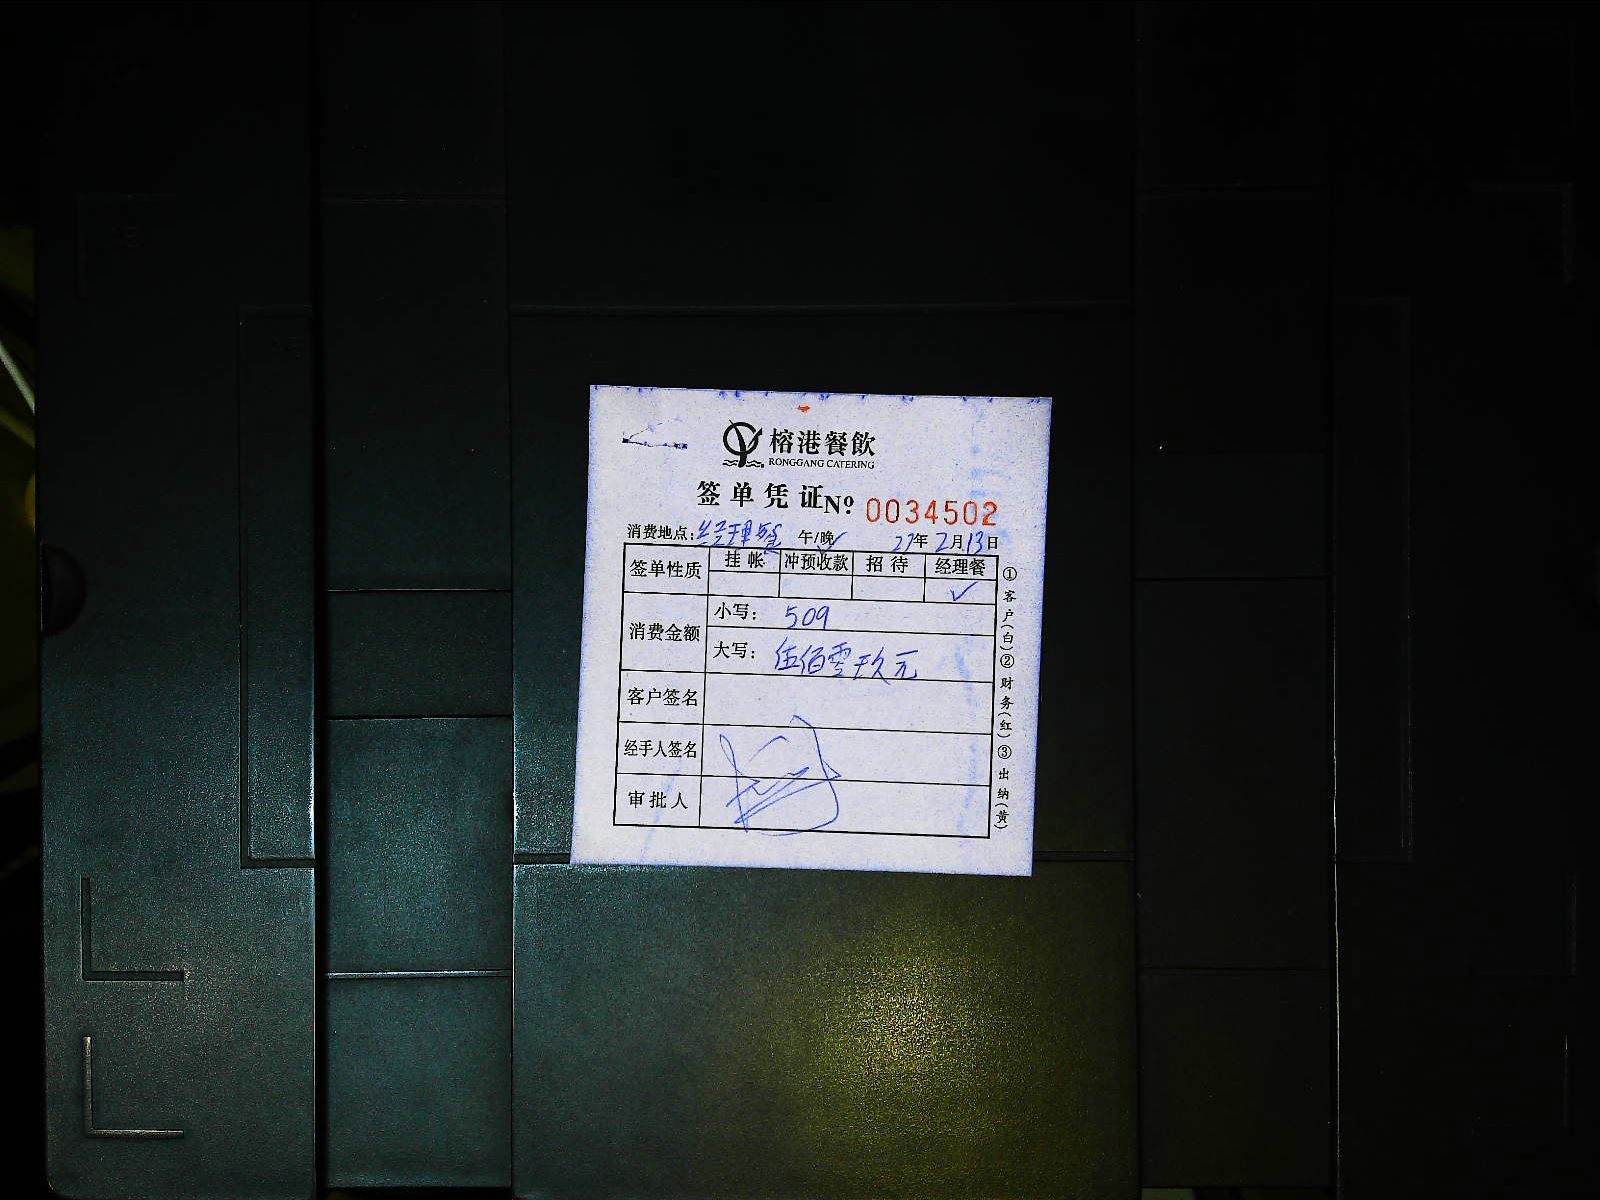 榕港餐飲
RONGGANG CATERING
签单凭证 Nº 0034502
消费地点: 经理餐 午/晚 27年2月13日
签单性质 挂帐 冲预收款 招待 经理餐
✓
消费金额 小写: 509
大写: 伍佰零玖元
客户签名
经手人签名
审批人
①客户(白)②财务(红)③出纳(黄)